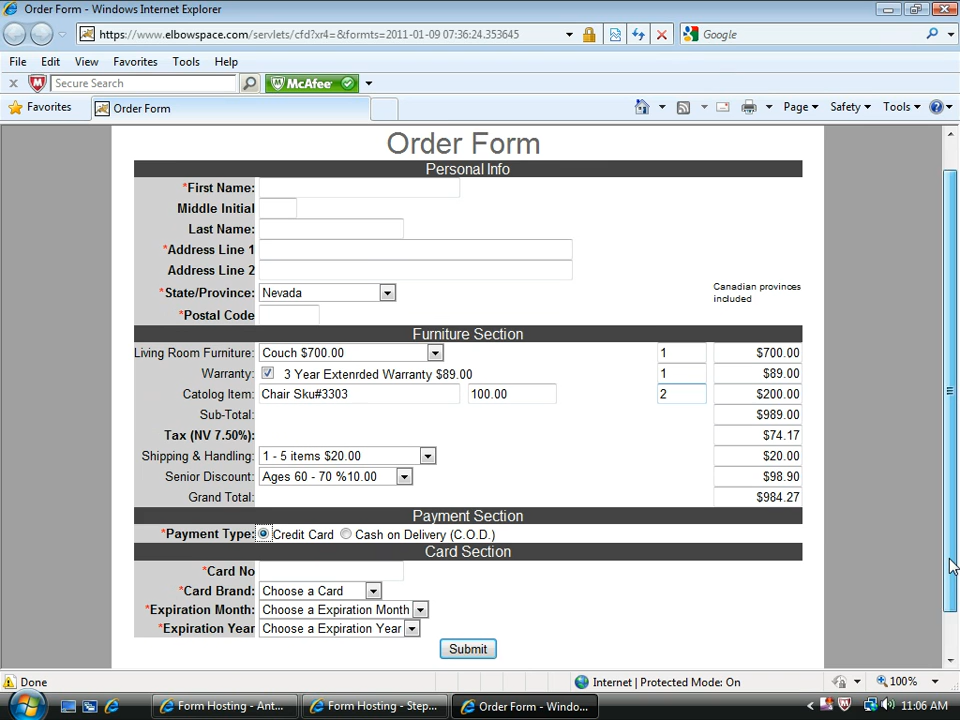 Order Form - Windows Internet Explorer
https://www.elbowspace.com/servlets/cfd?xr4=&formts=2011-01-09 07:36:24.353645
Google
File Edit View Favorites Tools Help
x Secure Search McAfee
Favorites Order Form Page Safety Tools
Order Form
Personal Info
*First Name:
Middle Initial
Last Name:
*Address Line 1
Address Line 2
*State/Province: Nevada Canadian provinces
included
*Postal Code
Furniture Section
Living Room Furniture: Couch $700.00 1 $700.00
Warranty: 3 Year Extenrded Warranty $89.00 1 $89.00
Catolog Item: Chair Sku#3303 100.00 2 $200.00
Sub-Total: $989.00
Tax (NV 7.50%): $74.17
Shipping & Handling: 1 - 5 items $20.00 $20.00
Senior Discount: Ages 60 - 70 %10.00 $98.90
Grand Total: $984.27
Payment Section
*Payment Type: Credit Card Cash on Delivery (C.O.D.)
Card Section
*Card No
*Card Brand: Choose a Card
*Expiration Month: Choose a Expiration Month
*Expiration Year Choose a Expiration Year
Submit
Done Internet | Protected Mode: On 100%
Form Hosting - Ant... Form Hosting - Step... Order Form - Windo... 11:06 AM